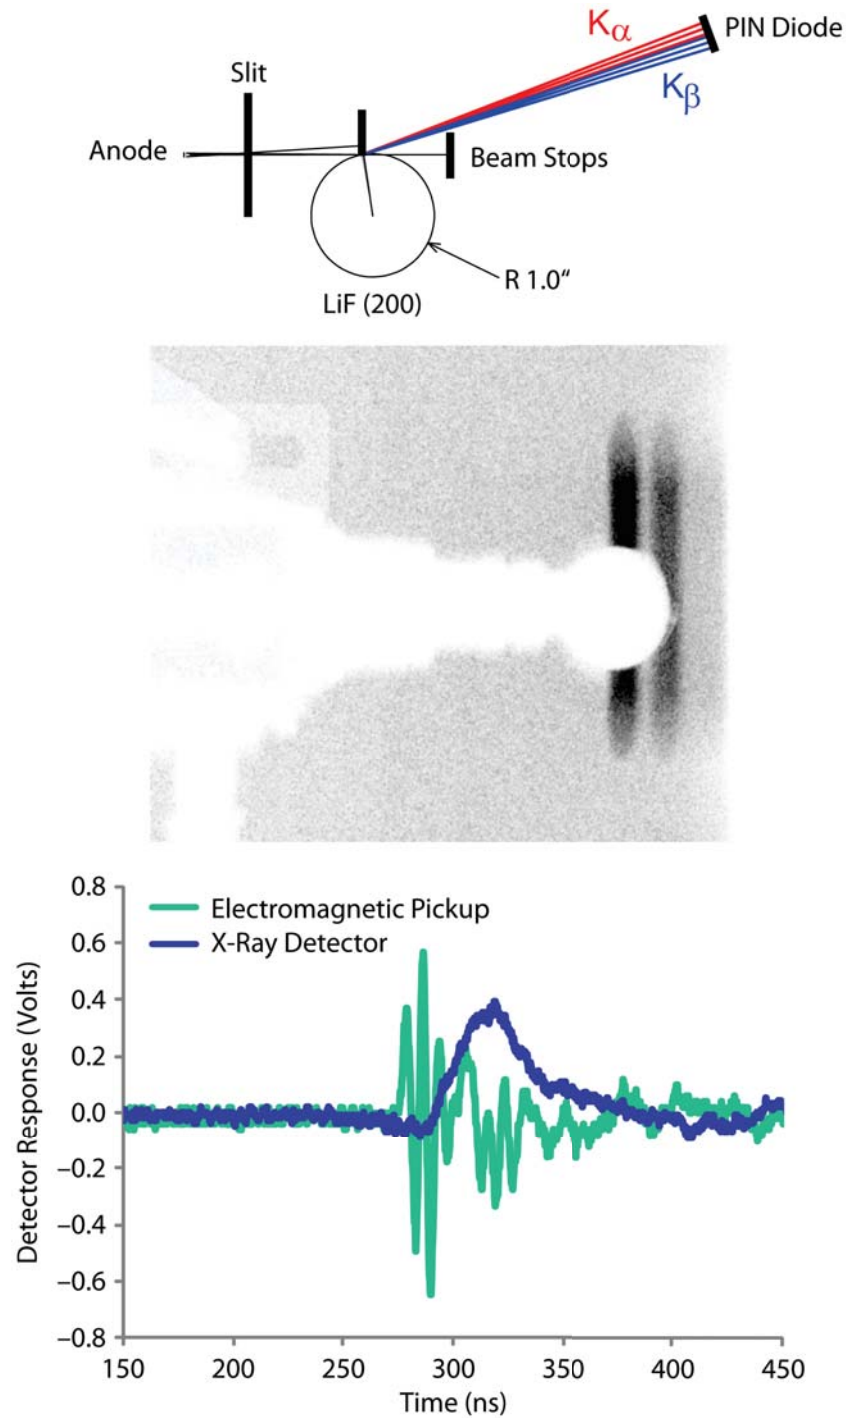 Kα
PIN Diode
Slit
Kβ
Anode
Beam Stops
R 1.0“
LiF (200)
0.8
Electromagnetic Pickup
0.6
X-Ray Detector
0.4
0.2
0.0
–0.2
–0.4
–0.6
–0.8
Detector Response (Volts)
150 200 250 300 350 400 450
Time (ns)